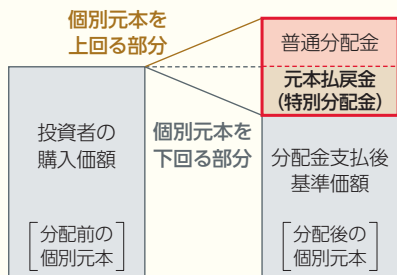 個別元本を
上回る部分
普通分配金
元本払戻金
(特別分配金)
投資者の
購入価額
個別元本を
下回る部分
分配金支払後
基準価額
分配前の
個別元本
分配後の
個別元本